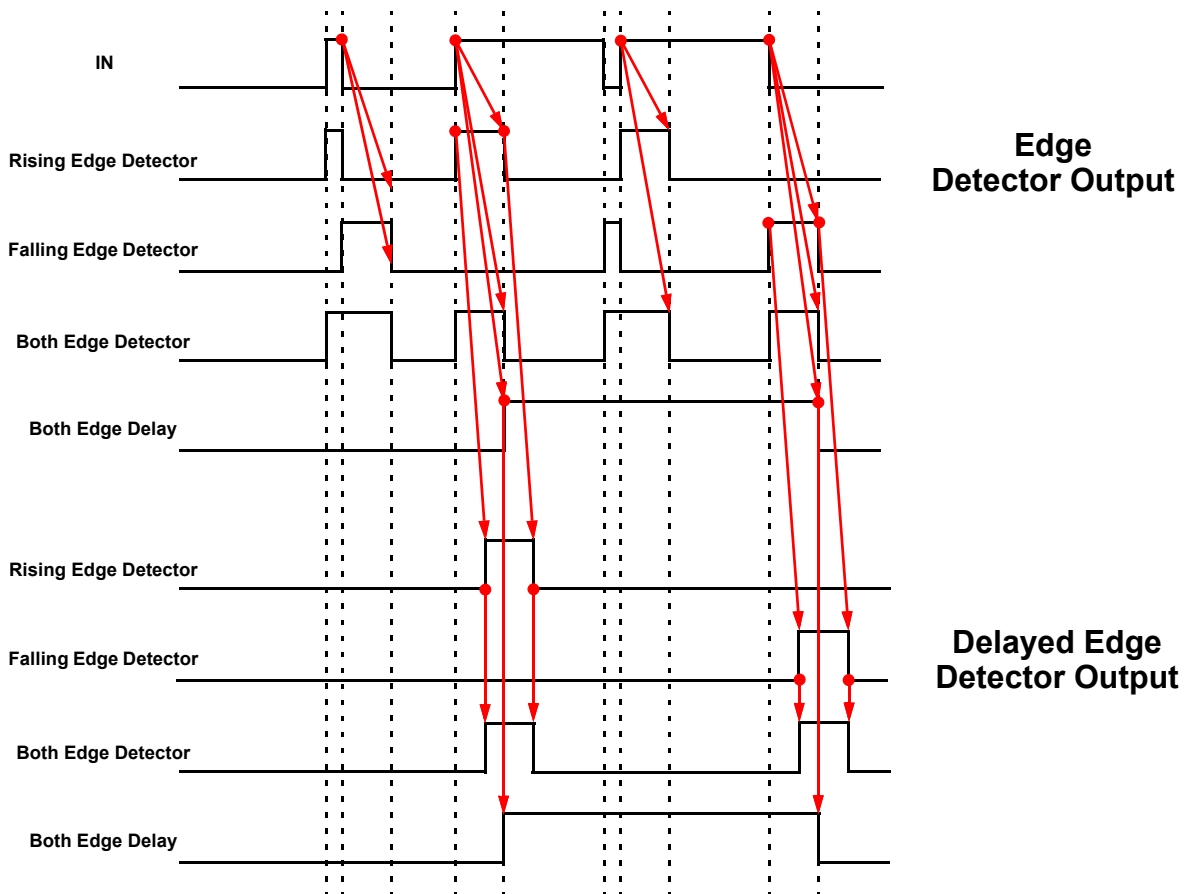 IN
Rising Edge Detector
Edge
Detector Output
Falling Edge Detector
Both Edge Detector
Both Edge Delay
Rising Edge Detector
Falling Edge Detector
Delayed Edge
Detector Output
Both Edge Detector
Both Edge Delay